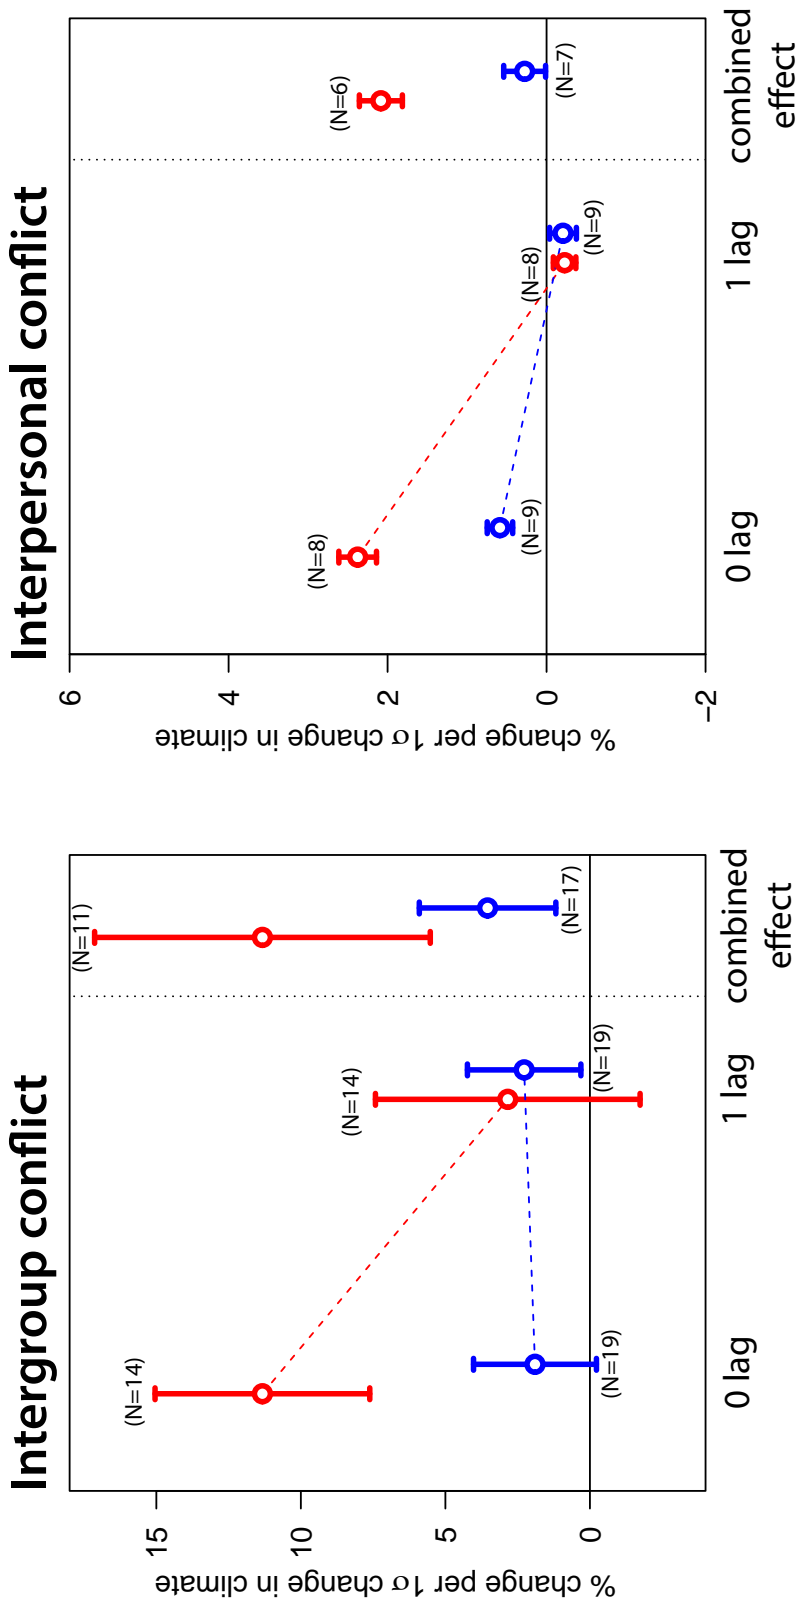 Intergroup conflict
% change per 1σ change in climate
15
10
5
0
(N=14)
(N=19)
(N=14)
(N=19)
(N=11)
(N=17)
0 lag
1 lag
combined
effect
Interpersonal conflict
% change per 1σ change in climate
6
4
2
0
−2
(N=8)
(N=9)
(N=8)
(N=9)
(N=6)
(N=7)
0 lag
1 lag
combined
effect